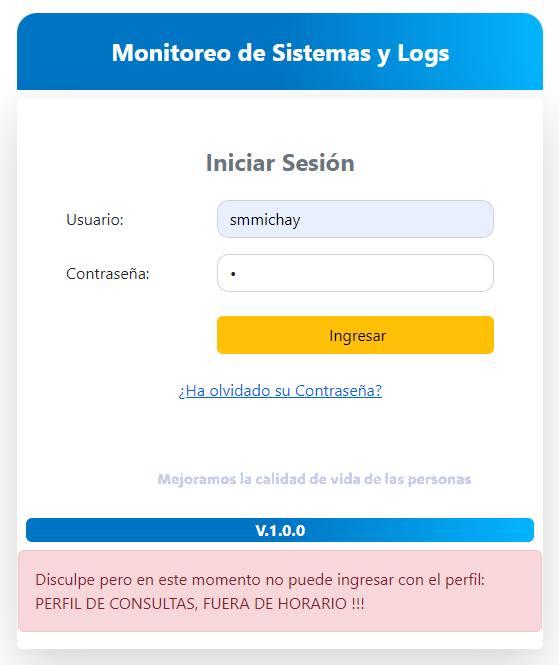 Monitoreo de Sistemas y Logs
Iniciar Sesión
Usuario:
smmichay
Contraseña:
•
Ingresar
¿Ha olvidado su Contraseña?
Mejoramos la calidad de vida de las personas
V.1.0.0
Disculpe pero en este momento no puede ingresar con el perfil:
PERFIL DE CONSULTAS, FUERA DE HORARIO !!!